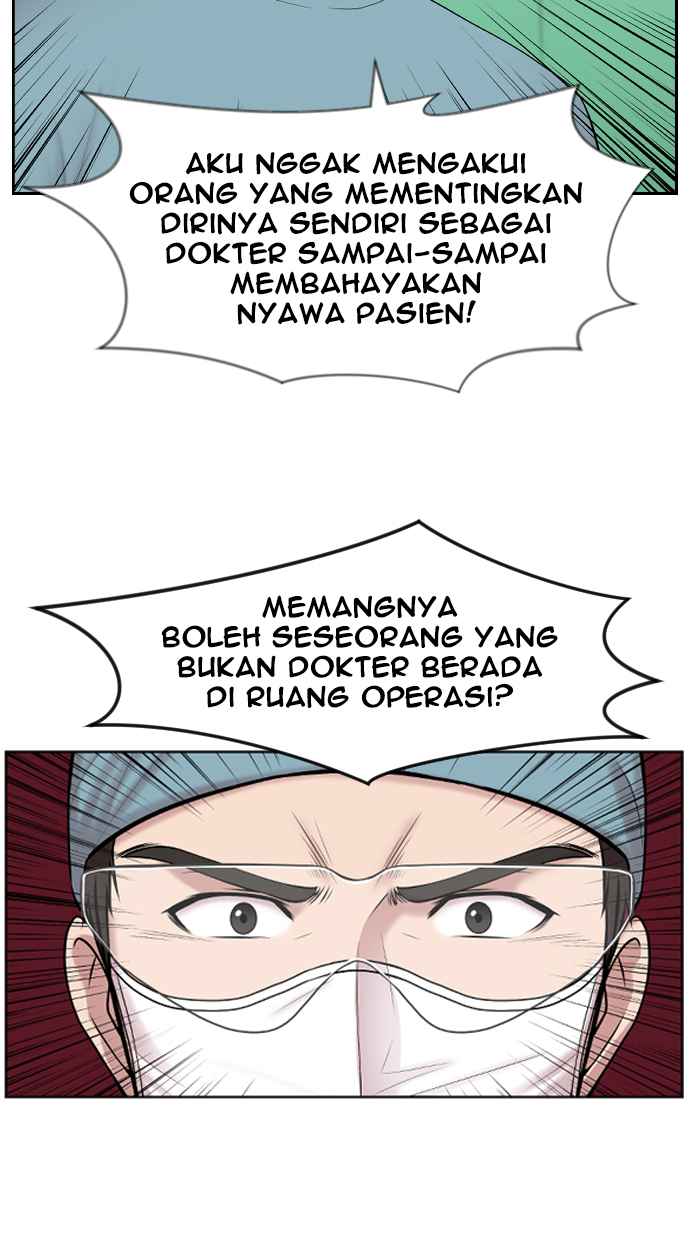 AKU NGGAK MENGAKUI
ORANG YANG MEMENTINGKAN
DIRINYA SENDIRI SEBAGAI
DOKTER SAMPAI-SAMPAI
MEMBAHAYAKAN
NYAWA PASIEN!
MEMANGNYA
BOLEH SESEORANG YANG
BUKAN DOKTER BERADA
DI RUANG OPERASI?